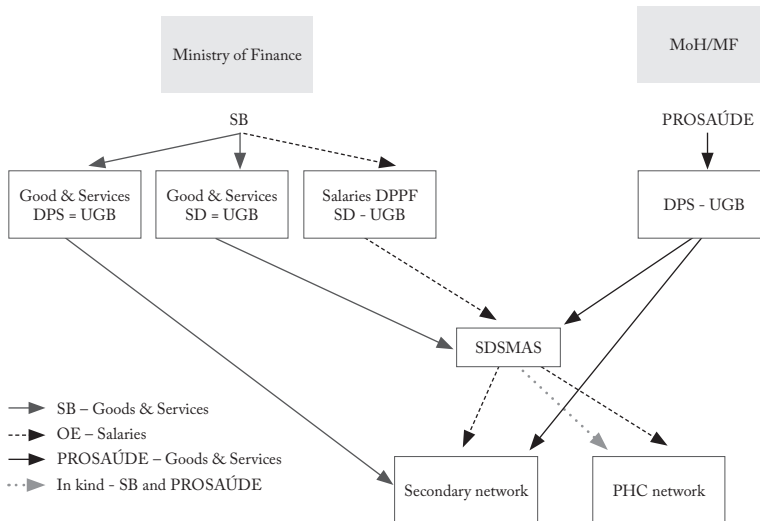 Ministry of Finance
MoH/MF
SB
PROSAÚDE
Good & Services
DPS = UGB
Good & Services
SD = UGB
Salaries DPPF
SD - UGB
DPS - UGB
SDSMAS
SB – Goods & Services
OE – Salaries
PROSAÚDE – Goods & Services
In kind - SB and PROSAÚDE
Secondary network
PHC network